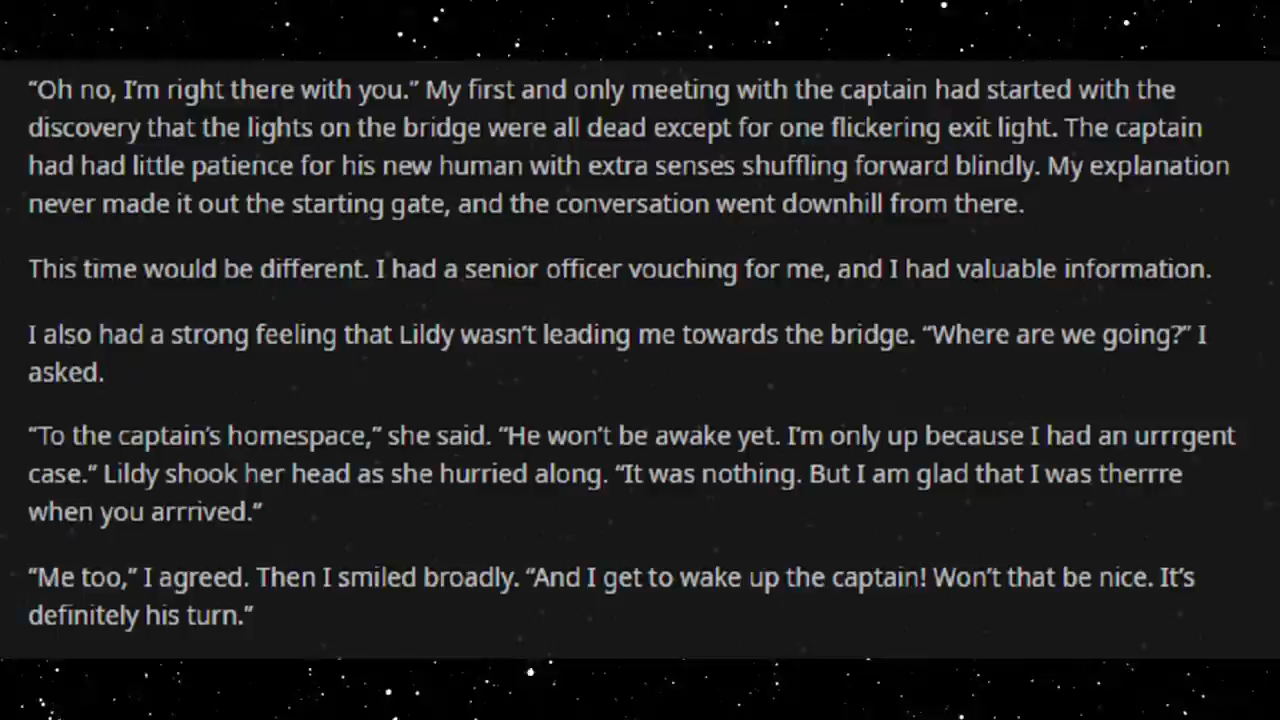 “Oh no, I’m right there with you.” My first and only meeting with the captain had started with the
discovery that the lights on the bridge were all dead except for one flickering exit light. The captain
had had little patience for his new human with extra senses shuffling forward blindly. My explanation
never made it out the starting gate, and the conversation went downhill from there.
This time would be different. I had a senior officer vouching for me, and I had valuable information.
I also had a strong feeling that Lildy wasn’t leading me towards the bridge. “Where are we going?” I
asked.
“To the captain’s homespace,” she said. “He won’t be awake yet. I’m only up because I had an urrrgent
case.” Lildy shook her head as she hurried along. “It was nothing. But I am glad that I was therrre
when you arrrived.”
“Me too,” I agreed. Then I smiled broadly. “And I get to wake up the captain! Won’t that be nice. It’s
definitely his turn.”